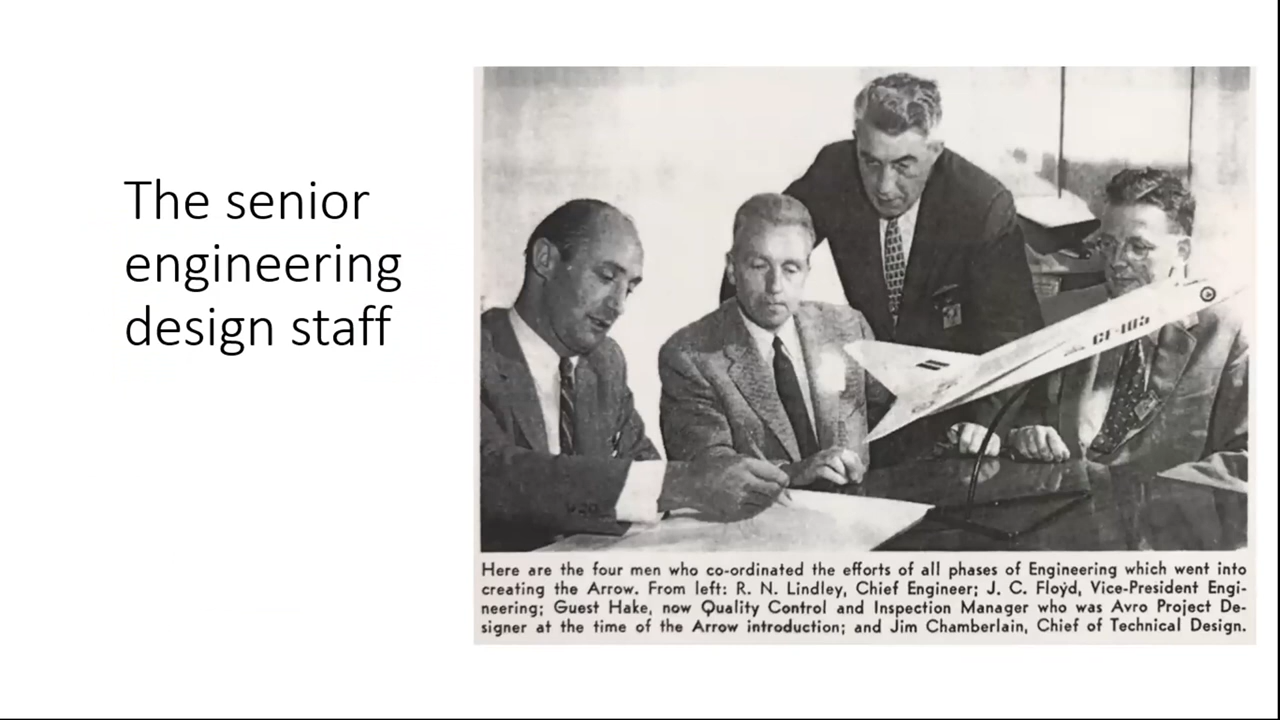 The senior
engineering
design staff
CF-105
Here are the four men who co-ordinated the efforts of all phases of Engineering which went into
creating the Arrow. From left: R. N. Lindley, Chief Engineer; J. C. Floyd, Vice-President Engi-
neering; Guest Hake, now Quality Control and Inspection Manager who was Avro Project De-
signer at the time of the Arrow introduction; and Jim Chamberlain, Chief of Technical Design.